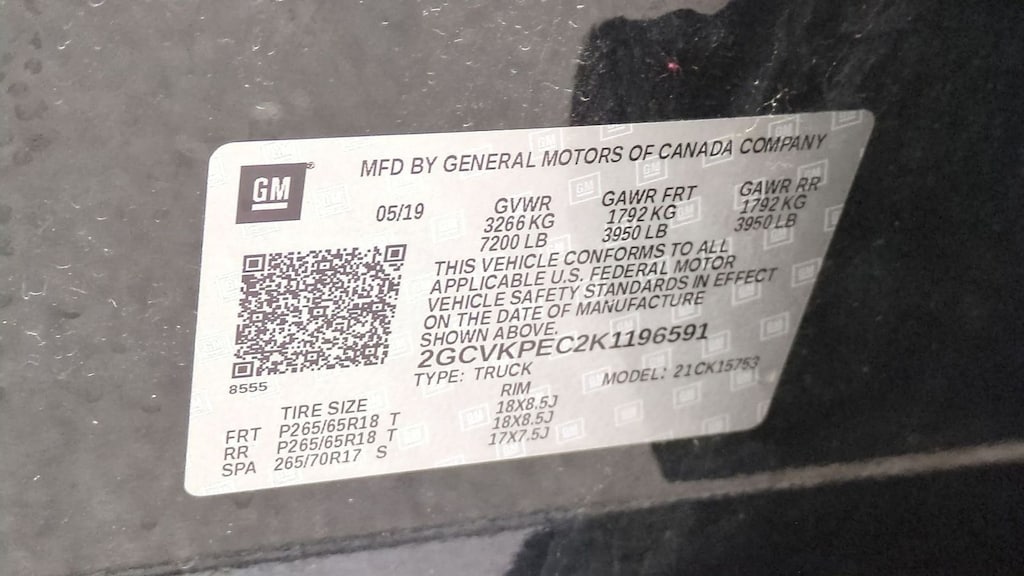 GM ®
MFD BY GENERAL MOTORS OF CANADA COMPANY
05/19
GVWR GAWR FRT GAWR RR
3266 KG 1792 KG 1792 KG
7200 LB 3950 LB 3950 LB
THIS VEHICLE CONFORMS TO ALL
APPLICABLE U.S. FEDERAL MOTOR
VEHICLE SAFETY STANDARDS IN EFFECT
ON THE DATE OF MANUFACTURE
SHOWN ABOVE.
2GCVKPEC2K1196591
TYPE: TRUCK MODEL: 21CK15753
8555
TIRE SIZE RIM
FRT P265/65R18 T 18X8.5J
RR P265/65R18 T 18X8.5J
SPA 265/70R17 S 17X7.5J